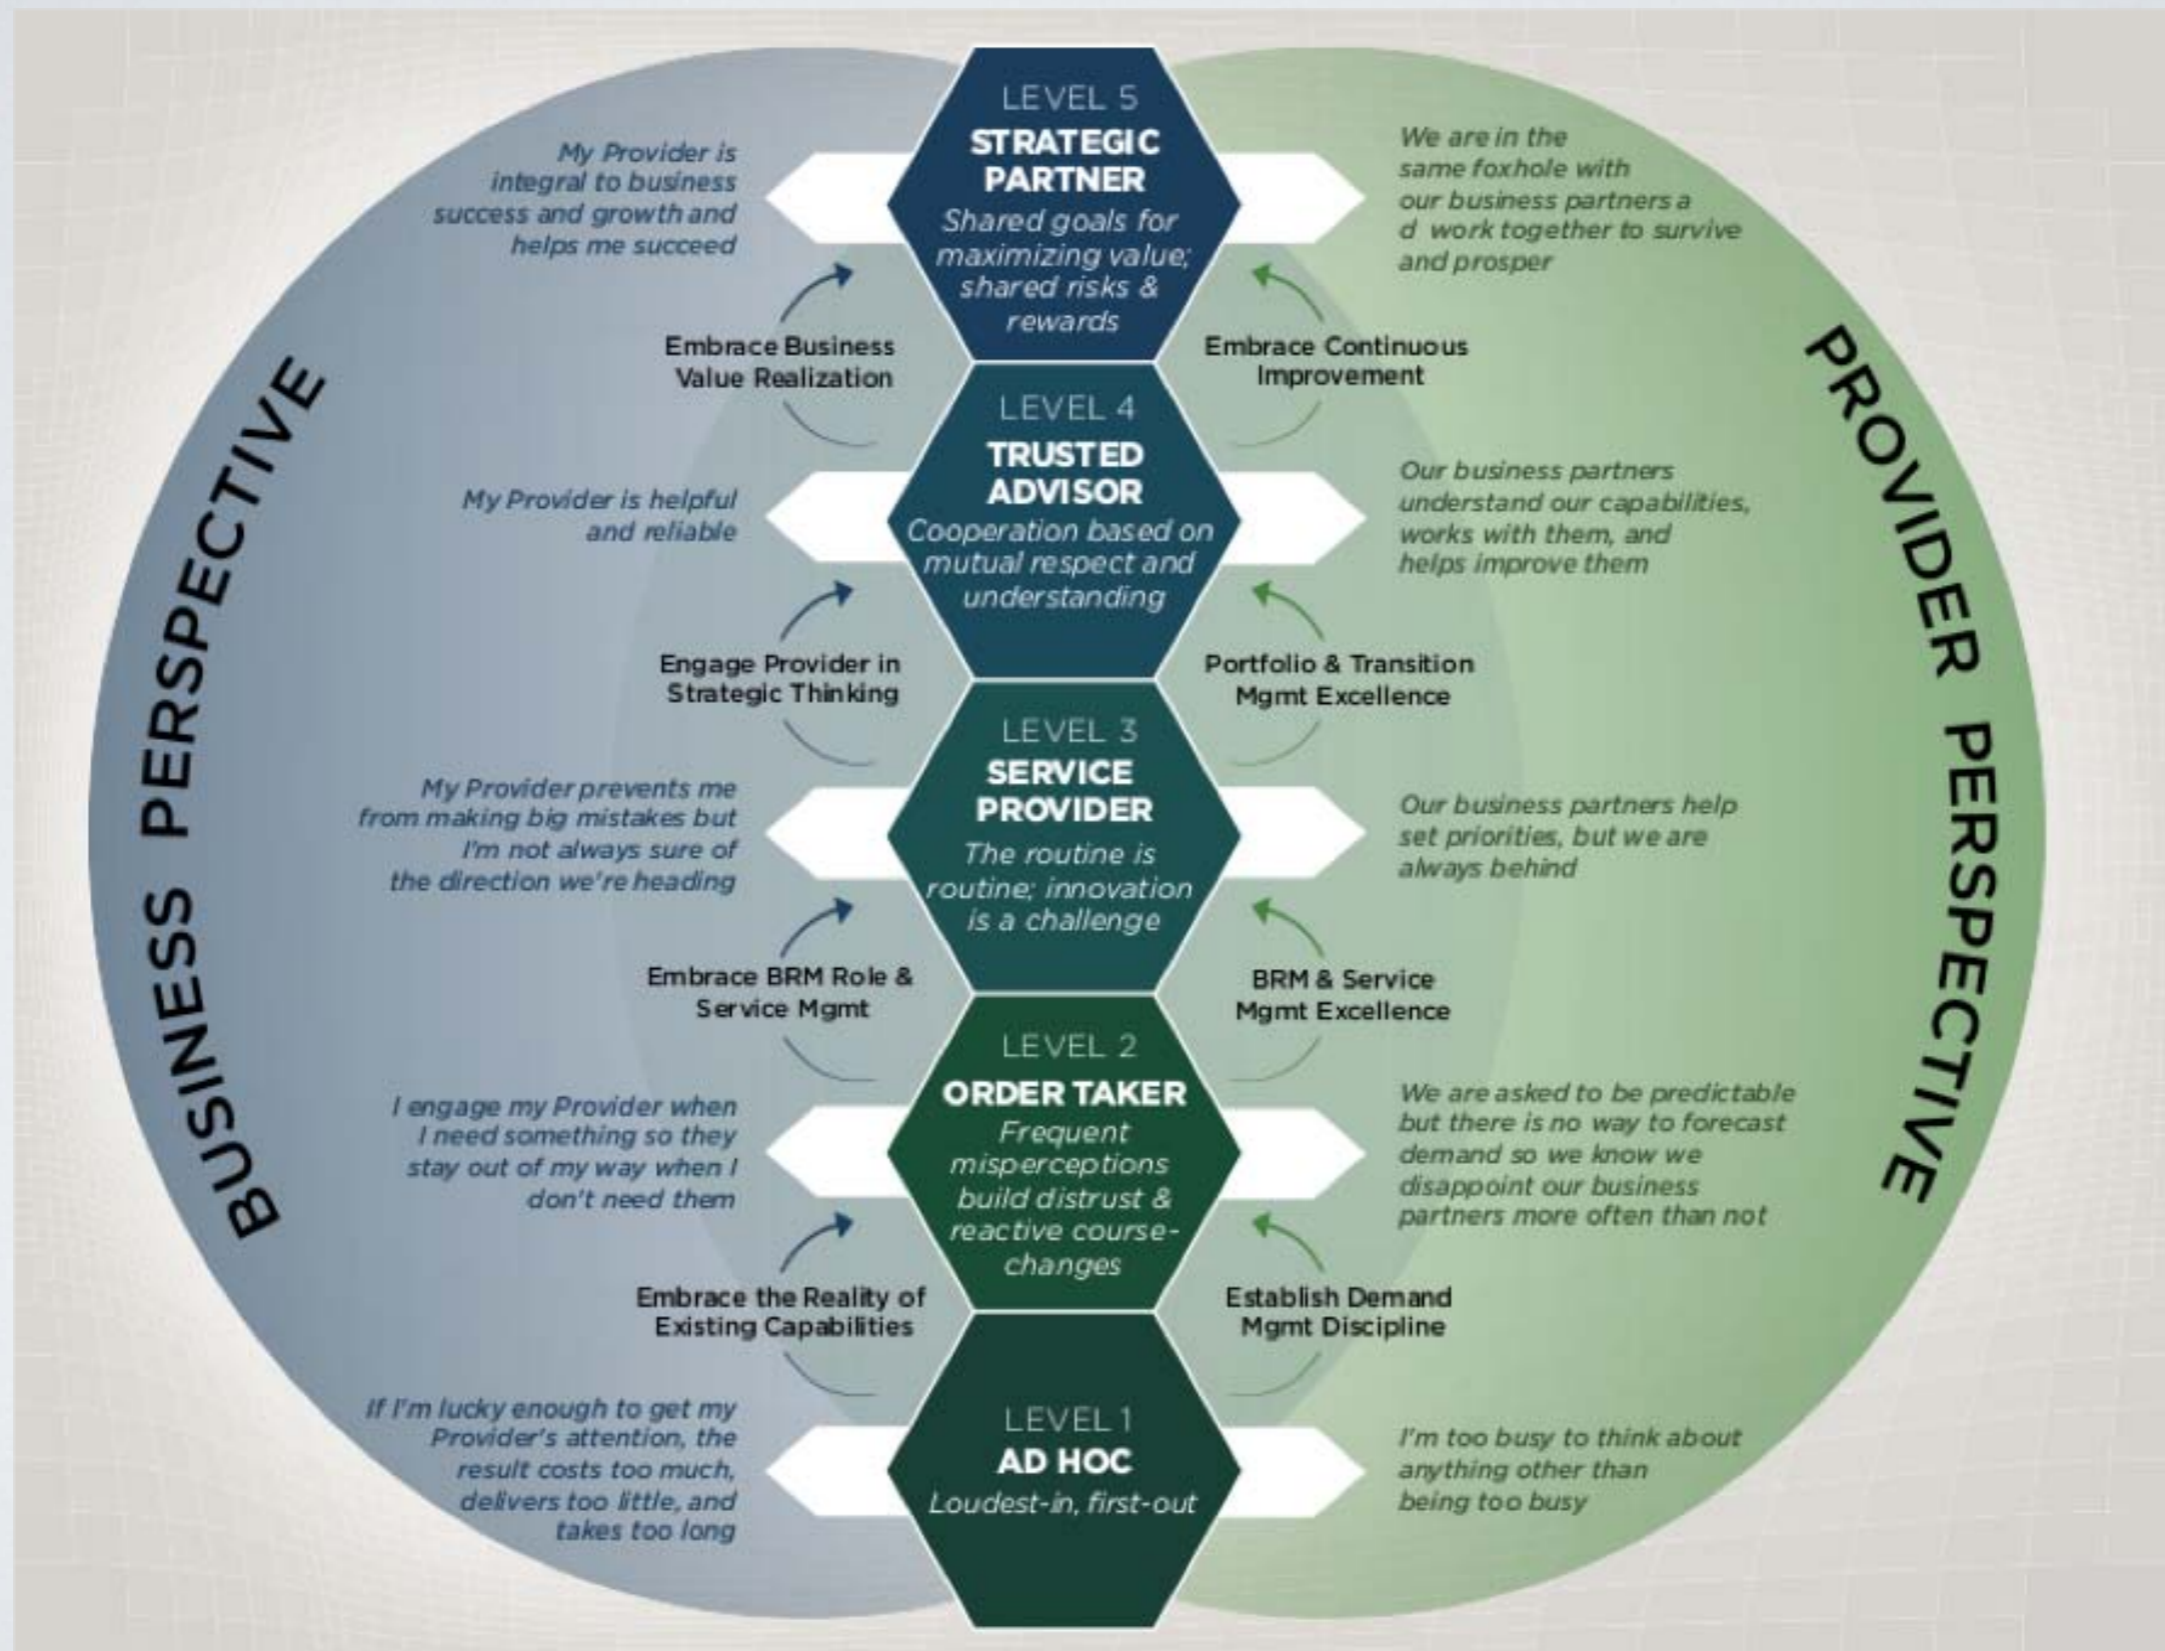 BUSINESS PERSPECTIVE
PROVIDER PERSPECTIVE
LEVEL 5
STRATEGIC
PARTNER
Shared goals for
maximizing value;
shared risks &
rewards
My Provider is
integral to business
success and growth and
helps me succeed
We are in the
same foxhole with
our business partners a
d work together to survive
and prosper
Embrace Business
Value Realization
Embrace Continuous
Improvement
LEVEL 4
TRUSTED
ADVISOR
Cooperation based on
mutual respect and
understanding
My Provider is helpful
and reliable
Our business partners
understand our capabilities,
works with them, and
helps improve them
Engage Provider in
Strategic Thinking
Portfolio & Transition
Mgmt Excellence
LEVEL 3
SERVICE
PROVIDER
The routine is
routine; innovation
is a challenge
My Provider prevents me
from making big mistakes but
I'm not always sure of
the direction we're heading
Our business partners help
set priorities, but we are
always behind
Embrace BRM Role &
Service Mgmt
BRM & Service
Mgmt Excellence
LEVEL 2
ORDER TAKER
Frequent
misperceptions
build distrust &
reactive course-
changes
I engage my Provider when
I need something so they
stay out of my way when I
don't need them
We are asked to be predictable
but there is no way to forecast
demand so we know we
disappoint our business
partners more often than not
Embrace the Reality of
Existing Capabilities
Establish Demand
Mgmt Discipline
LEVEL 1
AD HOC
Loudest-in, first-out
If I'm lucky enough to get my
Provider's attention, the
result costs too much,
delivers too little, and
takes too long
I'm too busy to think about
anything other than
being too busy